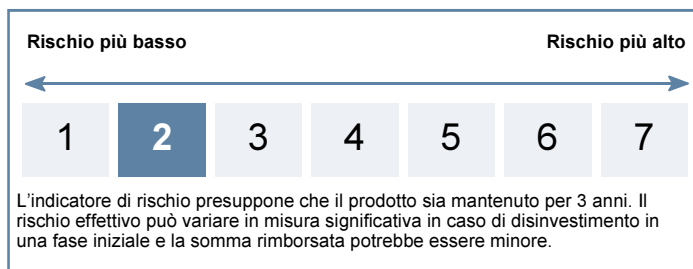 Rischio più basso Rischio più alto
1 2 3 4 5 6 7
L'indicatore di rischio presuppone che il prodotto sia mantenuto per 3 anni. Il
rischio effettivo può variare in misura significativa in caso di disinvestimento in
una fase iniziale e la somma rimborsata potrebbe essere minore.